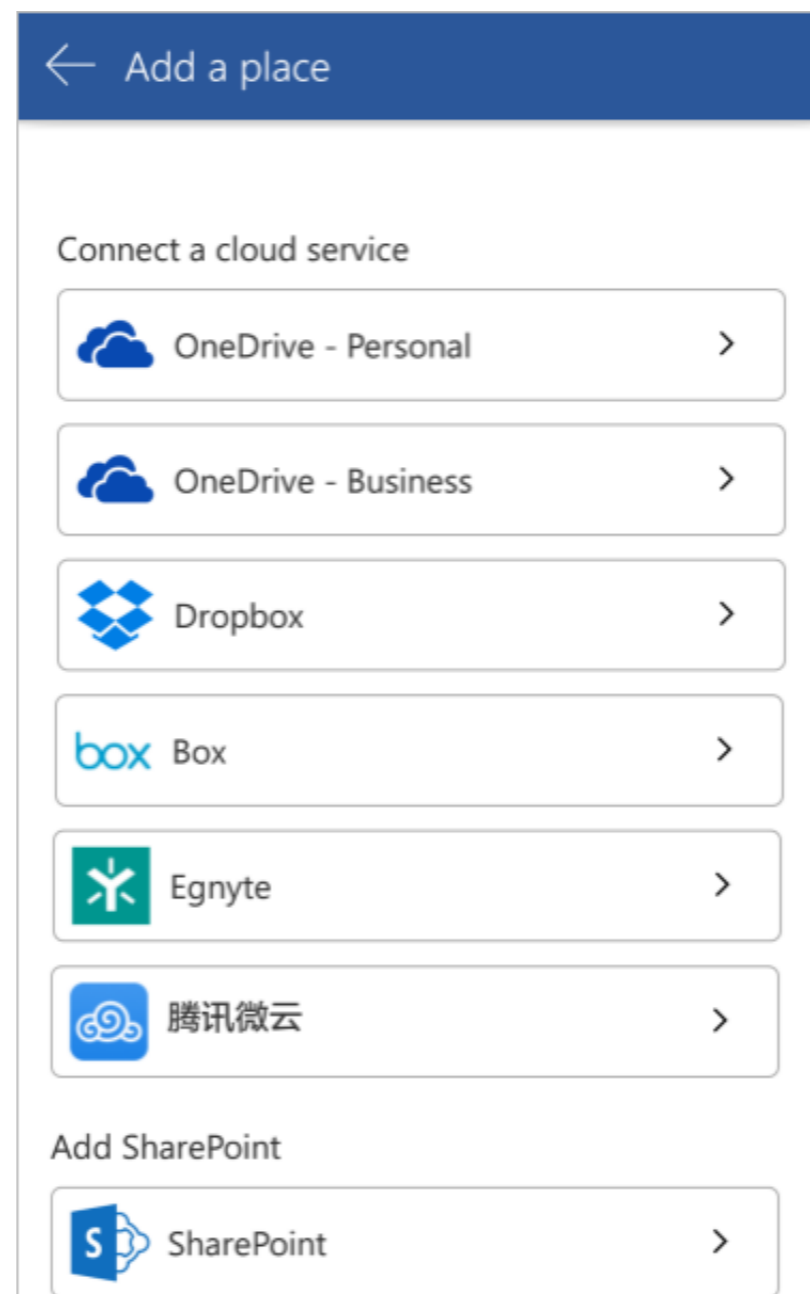 Add a place
Connect a cloud service
OneDrive - Personal
OneDrive - Business
Dropbox
box Box
Egnyte
腾讯微云
Add SharePoint
S SharePoint